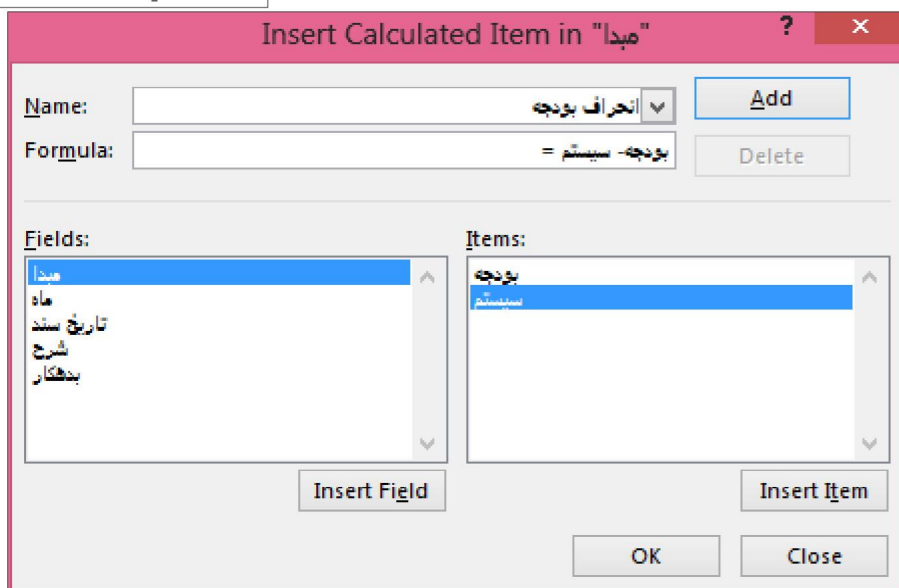 Insert Calculated Item in "مبدا"
? ×
Name: انحراف بودجه
Add
Formula: = بودجه- سیستم
Delete
Fields:
مبدا
ماه
تاریخ سند
شرح
بدهکار
Insert Field
Items:
بودجه
سیستم
Insert Item
OK
Close